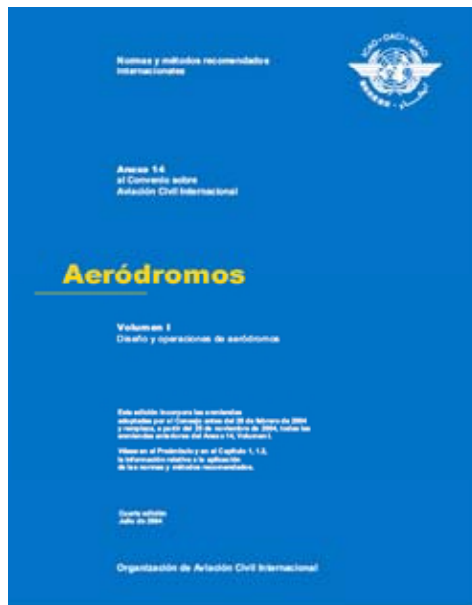 Normas y métodos recomendados
Internacionales
ICAO · OACI · ИКАО
Anexo 14
al Convenio sobre
Aviación Civil Internacional
Aeródromos
Volumen I
Diseño y operaciones de aeródromos
Esta edición incorpora las enmiendas
adoptadas por el Consejo antes del 28 de febrero de 2004
y remplaza, a partir del 25 de noviembre de 2004, todas las
enmiendas anteriores del Anexo 14, Volumen I.
Véase en el Preámbulo y en el Capítulo 1, 1.2,
la información relativa a la aplicación
de las normas y métodos recomendados.
Cuarta edición
Julio de 2004
Organización de Aviación Civil Internacional